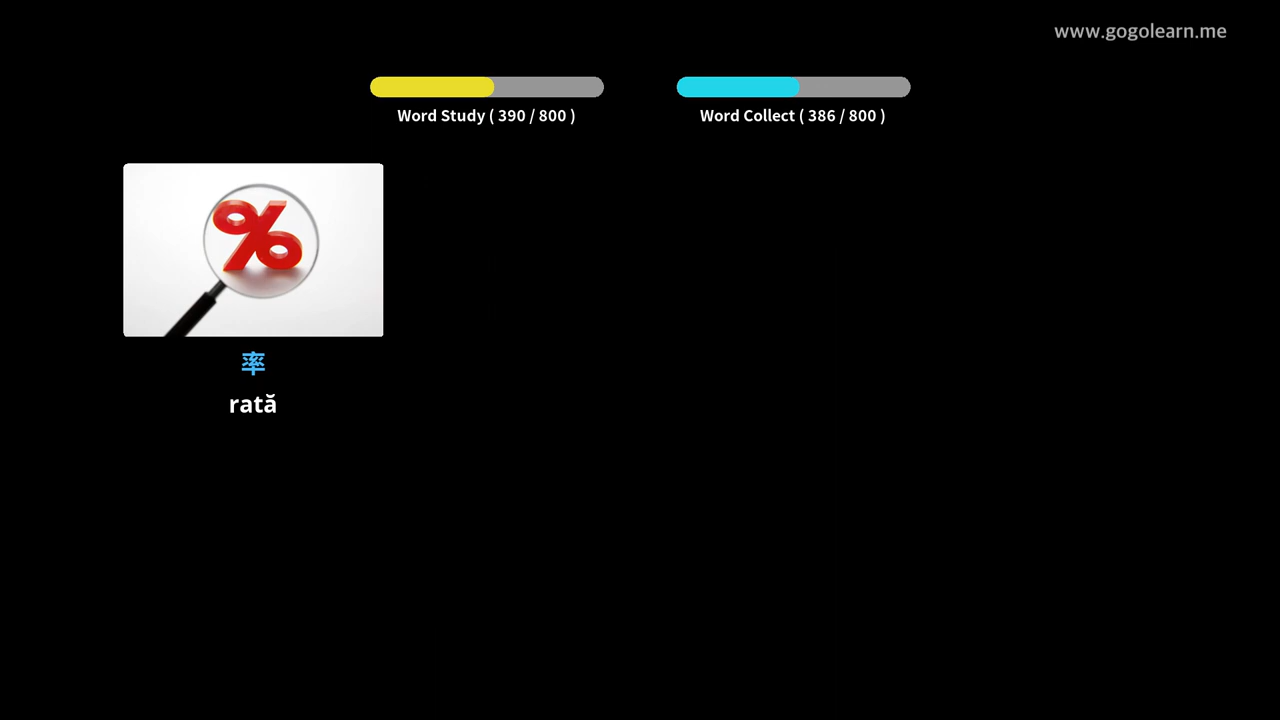 www.gogolearn.me
Word Study ( 390 / 800 )
Word Collect ( 386 / 800 )
%
率
rată